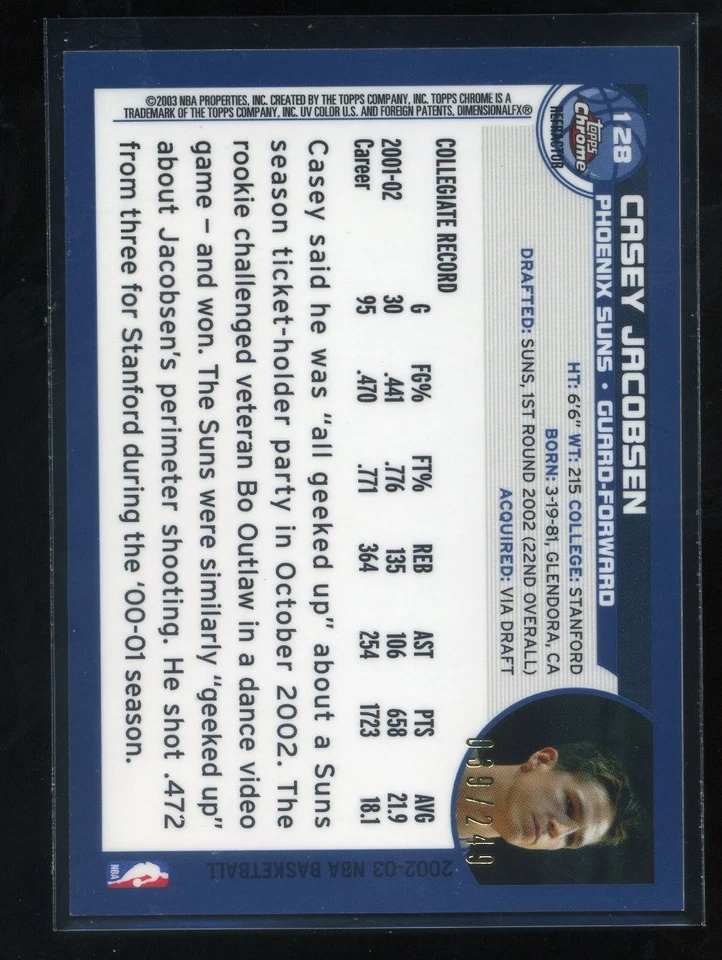 128
topps
Chrome
REFRACTOR
CASEY JACOBSEN
PHOENIX SUNS • GUARD-FORWARD
HT: 6'6" WT: 215 COLLEGE: STANFORD
BORN: 3-19-81, GLENDORA, CA
DRAFTED: SUNS, 1ST ROUND 2002 (22ND OVERALL)
ACQUIRED: VIA DRAFT
039/249
COLLEGIATE RECORD
G FG% FT% REB AST PTS AVG
2001-02 30 .441 .776 135 106 658 21.9
Career 95 .470 .771 364 254 1723 18.1
Casey said he was "all geeked up" about a Suns
season ticket-holder party in October 2002. The
rookie challenged veteran Bo Outlaw in a dance video
game – and won. The Suns were similarly "geeked up"
about Jacobsen's perimeter shooting. He shot .472
from three for Stanford during the '00-01 season.
©2003 NBA PROPERTIES, INC. CREATED BY THE TOPPS COMPANY, INC. TOPPS CHROME IS A
TRADEMARK OF THE TOPPS COMPANY, INC. UV COLOR U.S. AND FOREIGN PATENTS, DIMENSIONALFX®
2002-03 NBA BASKETBALL
NBA